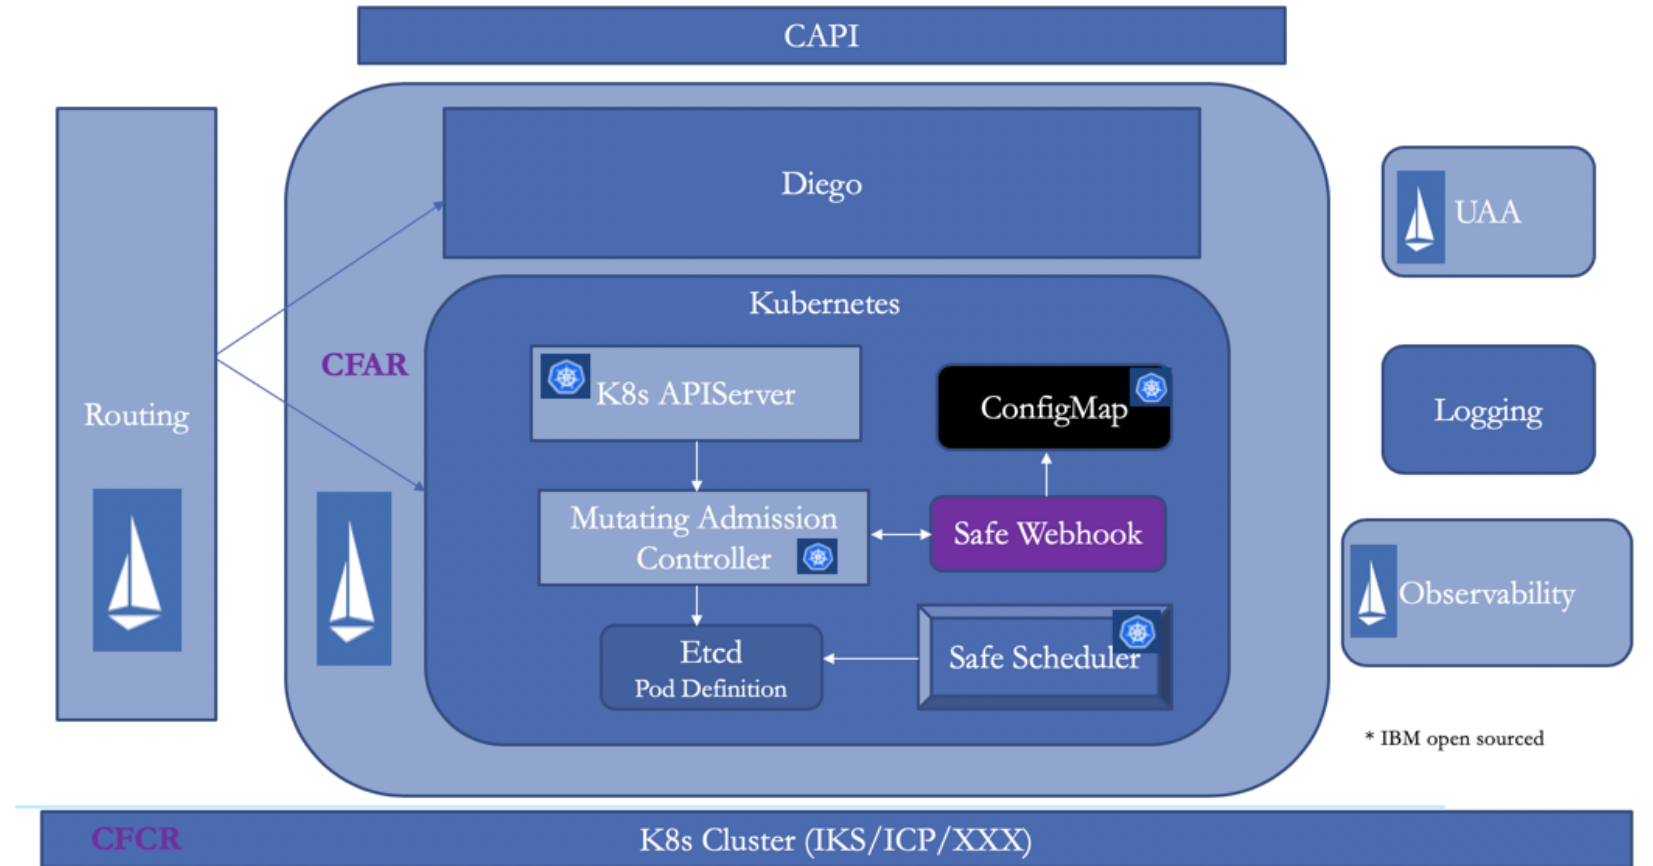 CAPI
Diego
UAA
Kubernetes
CFAR
K8s APIServer
ConfigMap
Routing
Logging
Mutating Admission
Controller
Safe Webhook
Observability
Etcd
Pod Definition
Safe Scheduler
* IBM open sourced
CFCR
K8s Cluster (IKS/ICP/XXX)